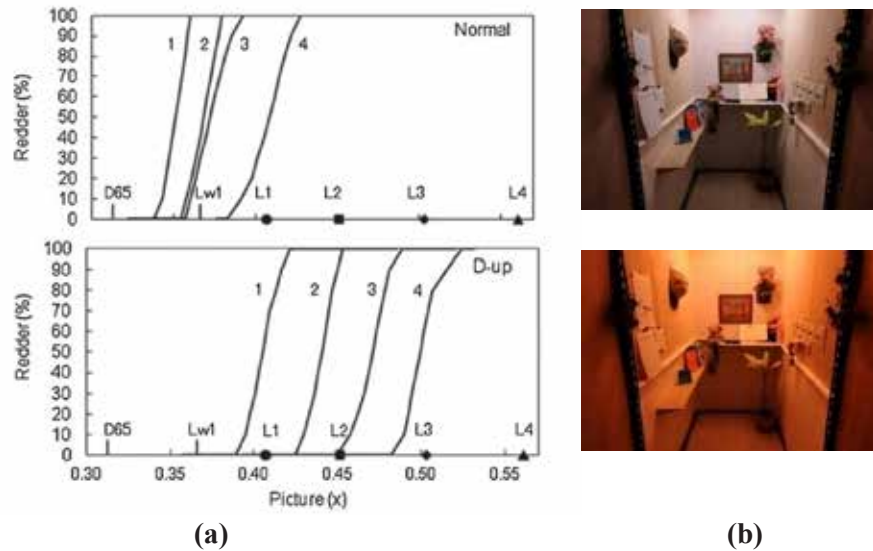 100
90
80
70
60
50
40
30
20
10
0
Redder (%)
Normal
1
2
3
4
D65
Lw1
L1
L2
L3
L4
100
90
80
70
60
50
40
30
20
10
0
Redder (%)
D-up
1
2
3
4
D65
Lw1
L1
L2
L3
L4
0.30
0.35
0.40
0.45
0.50
0.55
Picture (x)
(a)
(b)